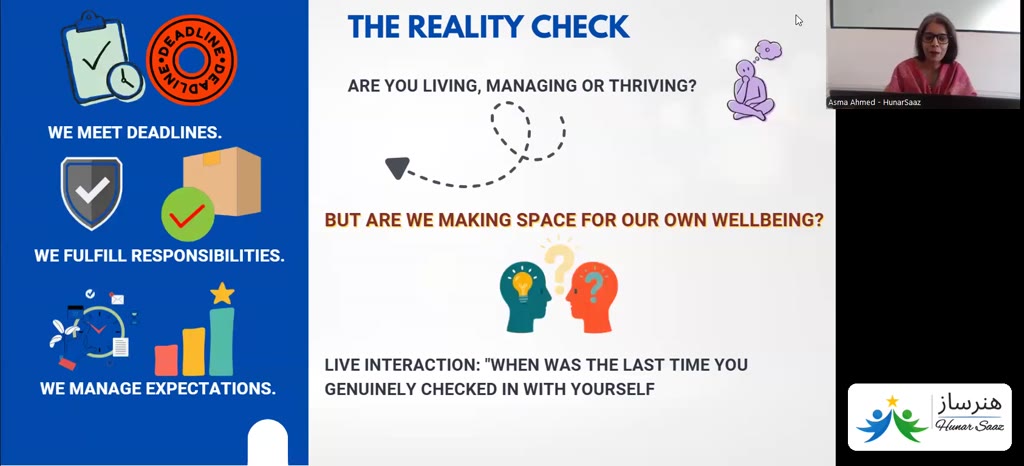 DEADLINE DEADLINE
WE MEET DEADLINES.
WE FULFILL RESPONSIBILITIES.
WE MANAGE EXPECTATIONS.
THE REALITY CHECK
ARE YOU LIVING, MANAGING OR THRIVING?
BUT ARE WE MAKING SPACE FOR OUR OWN WELLBEING?
LIVE INTERACTION: "WHEN WAS THE LAST TIME YOU
GENUINELY CHECKED IN WITH YOURSELF
Asma Ahmed - HunarSaaz
هنرساز
Hunar Saaz